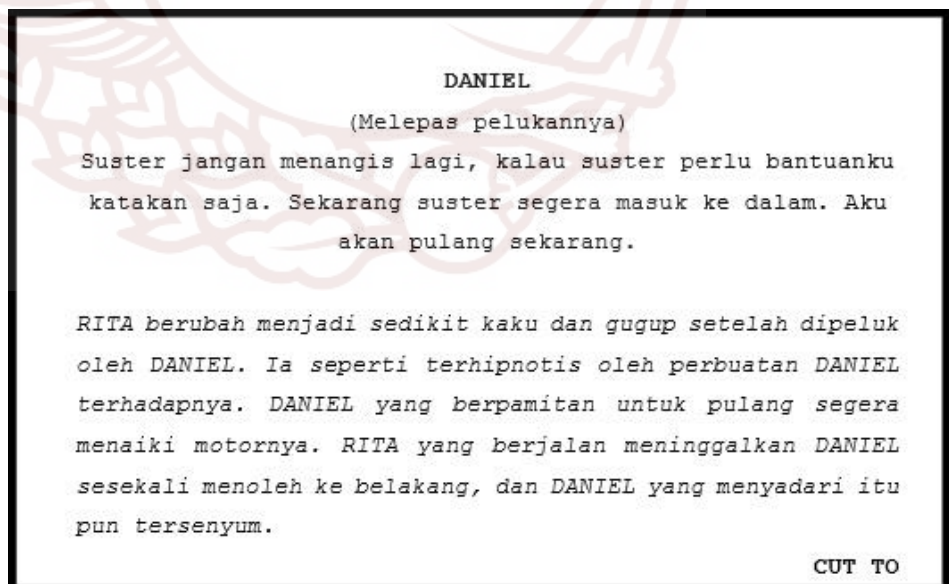 DANIEL
(Melepas pelukannya)
Suster jangan menangis lagi, kalau suster perlu bantuanku
katakan saja. Sekarang suster segera masuk ke dalam. Aku
akan pulang sekarang.
RITA berubah menjadi sedikit kaku dan gugup setelah dipeluk
oleh DANIEL. Ia seperti terhipnotis oleh perbuatan DANIEL
terhadapnya. DANIEL yang berpamitan untuk pulang segera
menaiki motornya. RITA yang berjalan meninggalkan DANIEL
sesekali menoleh ke belakang, dan DANIEL yang menyadari itu
pun tersenyum.
CUT TO